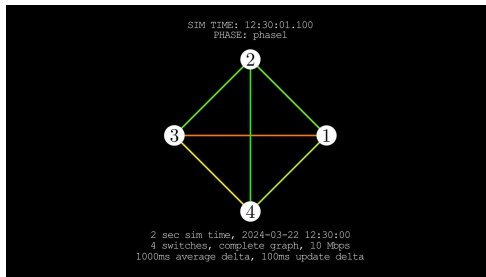 SIM TIME: 12:30:01.100
PHASE: phase1
2
3
1
4
2 sec sim time, 2024-03-22 12:30:00
4 switches, complete graph, 10 Mbps
1000ms average delta, 100ms update delta